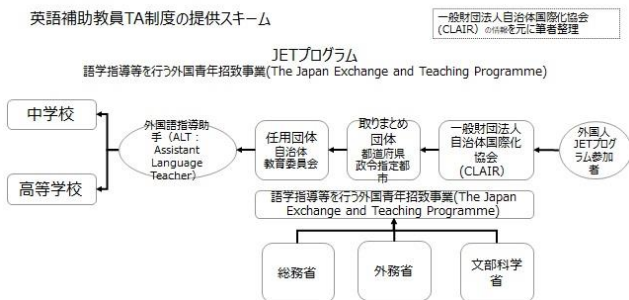 英語補助教員TA制度の提供スキーム
一般財団法人自治体国際化協会
(CLAIR）の情報を元に筆者整理
JETプログラム
語学指導等を行う外国青年招致事業(The Japan Exchange and Teaching Programme)
中学校
高等学校
外国語指導助
手（ALT：
Assistant
Language
Teacher）
任用団体
自治体
教育委員会
取りまとめ
団体
都道府県
政令指定都
市
一般財団法人
自治体国際化
協会
(CLAIR)
外国人
JETプログ
ラム参加
者
語学指導等を行う外国青年招致事業(The Japan
Exchange and Teaching Programme)
総務省
外務省
文部科学
省